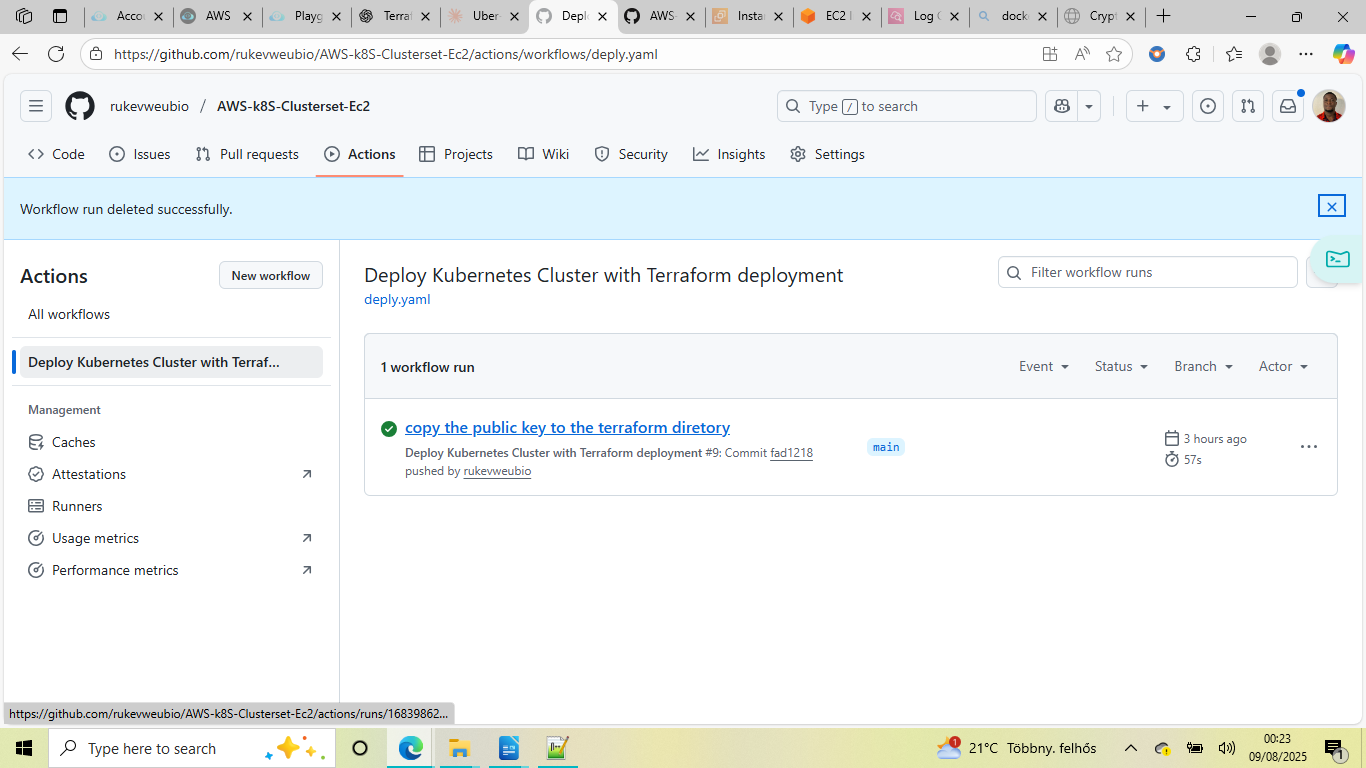 Acco
AWS
Playg
Terraf
Uber-
Deplo
AWS-
Insta
EC2
Log G
dock
Crypt
https://github.com/rukevweubio/AWS-k8S-Clusterset-Ec2/actions/workflows/deply.yaml
rukevweubio / AWS-k8S-Clusterset-Ec2
Type / to search
Code
Issues
Pull requests
Actions
Projects
Wiki
Security
Insights
Settings
Workflow run deleted successfully.
Actions
New workflow
All workflows
Deploy Kubernetes Cluster with Terraf...
Management
Caches
Attestations
Runners
Usage metrics
Performance metrics
Deploy Kubernetes Cluster with Terraform deployment
deply.yaml
Filter workflow runs
1 workflow run
Event
Status
Branch
Actor
copy the public key to the terraform diretory
Deploy Kubernetes Cluster with Terraform deployment #9: Commit fad1218
pushed by rukevweubio
main
3 hours ago
57s
https://github.com/rukevweubio/AWS-k8S-Clusterset-Ec2/actions/runs/16839862...
Type here to search
1
21°C Többny. felhős
00:23
09/08/2025
1